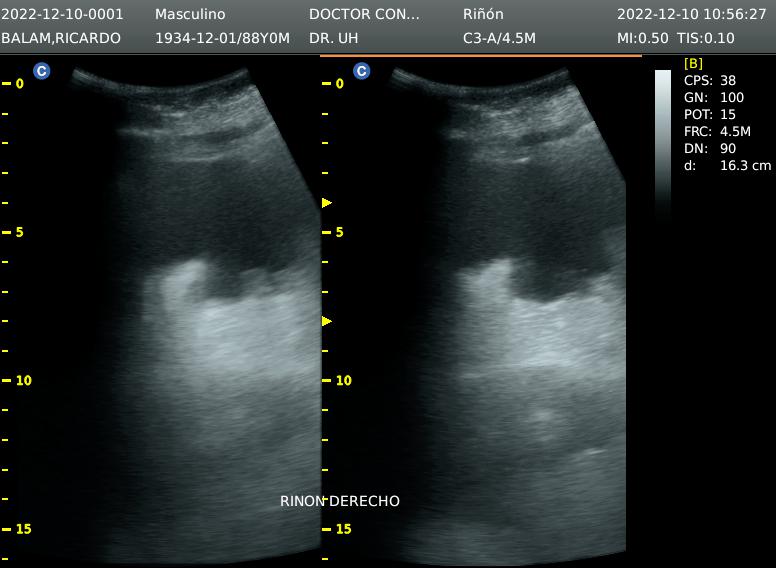 2022-12-10-0001 Masculino DOCTOR CON... Riñón 2022-12-10 10:56:27
BALAM,RICARDO 1934-12-01/88Y0M DR. UH C3-A/4.5M MI:0.50 TIS:0.10
C C [B]
0 0 CPS: 38
GN: 100
POT: 15
FRC: 4.5M
DN: 90
d: 16.3 cm
5 5
10 10
RINON DERECHO
15 15